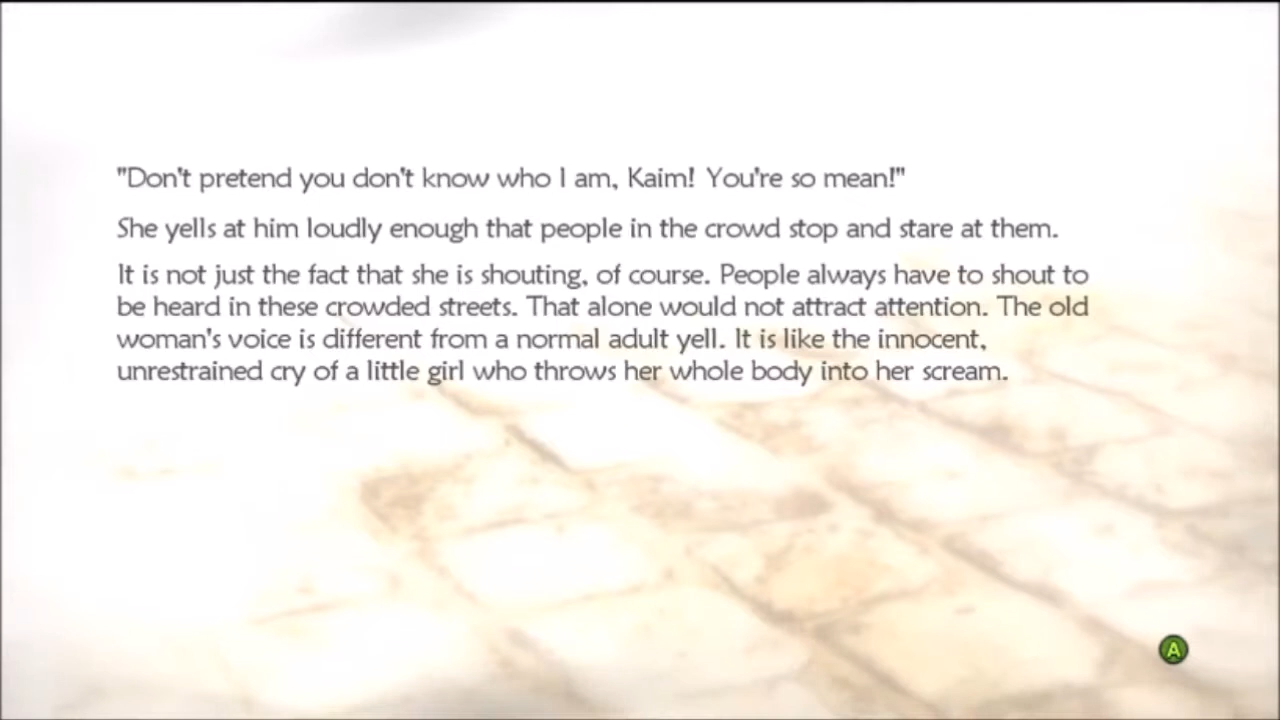 "Don't pretend you don't know who I am, Kaim! You're so mean!"
She yells at him loudly enough that people in the crowd stop and stare at them.
It is not just the fact that she is shouting, of course. People always have to shout to
be heard in these crowded streets. That alone would not attract attention. The old
woman's voice is different from a normal adult yell. It is like the innocent,
unrestrained cry of a little girl who throws her whole body into her scream.
A